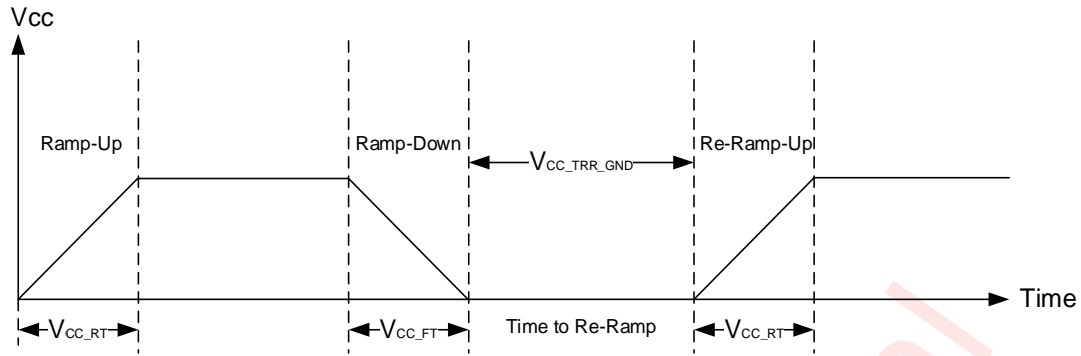 Vcc
Ramp-Up
Ramp-Down
VCC_TRR_GND
Re-Ramp-Up
Time
VCC_RT
VCC_FT
Time to Re-Ramp
VCC_RT